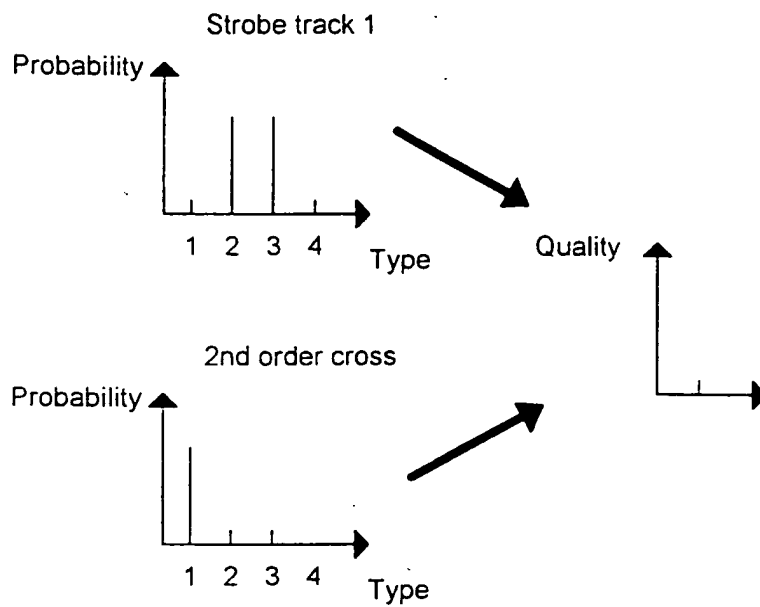 Strobe track 1
Probability
1 2 3 4
Type
Quality
2nd order cross
Probability
1 2 3 4
Type